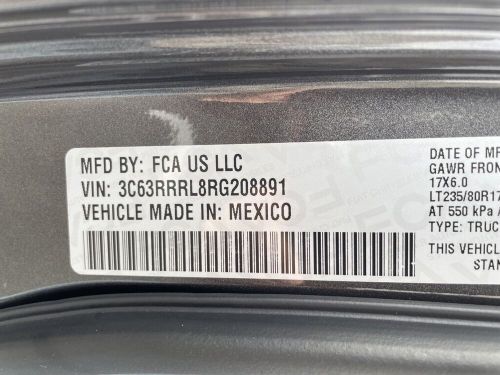 MFD BY: FCA US LLC
VIN: 3C63RRRL8RG208891
VEHICLE MADE IN: MEXICO
DATE OF MF
GAWR FRON
17X6.0
LT235/80R17
AT 550 kPa /
TYPE: TRUC
THIS VEHIC
STAN